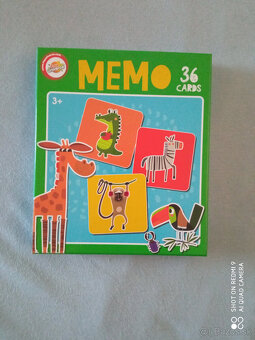 MEMO
36
CARDS
3+
SHOT ON REDMI 9
AI QUAD CAMERA